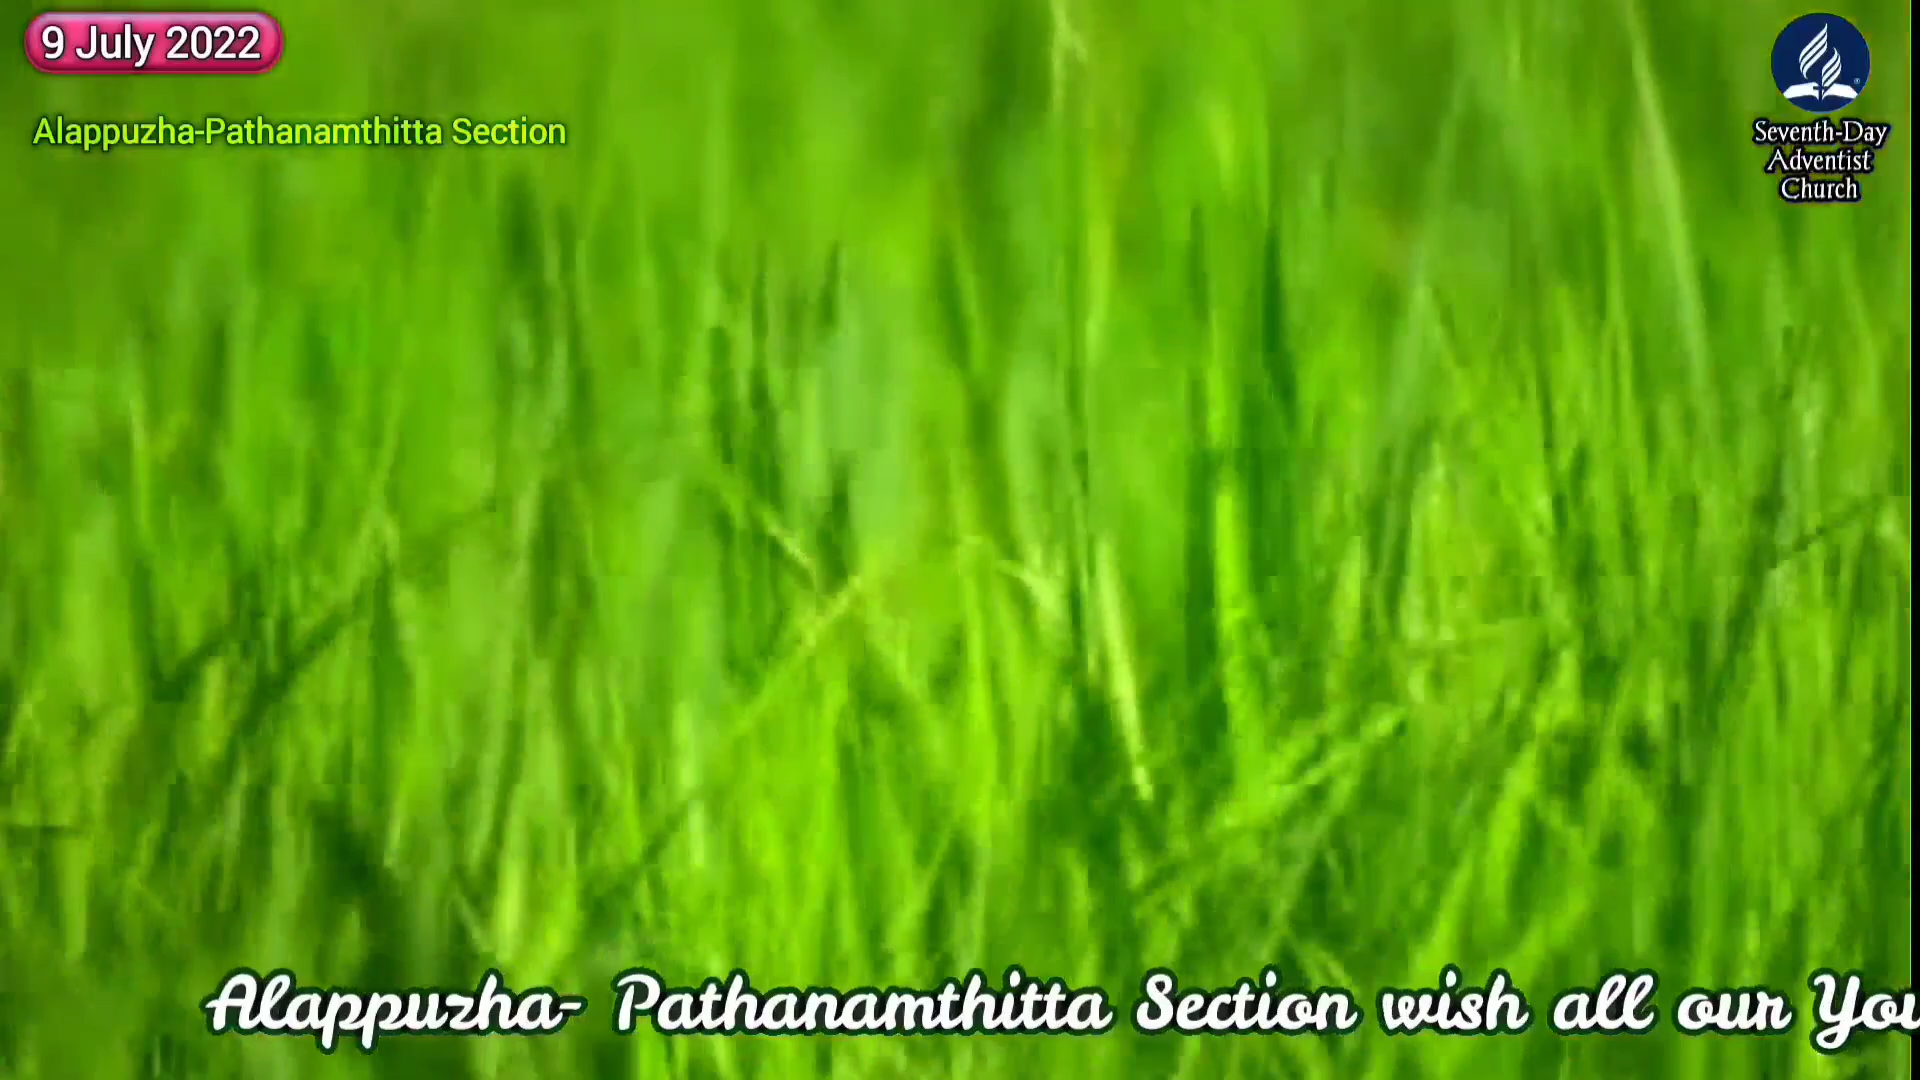 9 July 2022
Alappuzha-Pathanamthitta Section
Seventh-Day
Adventist
Church
Alappuzha- Pathanamthitta Section wish all our